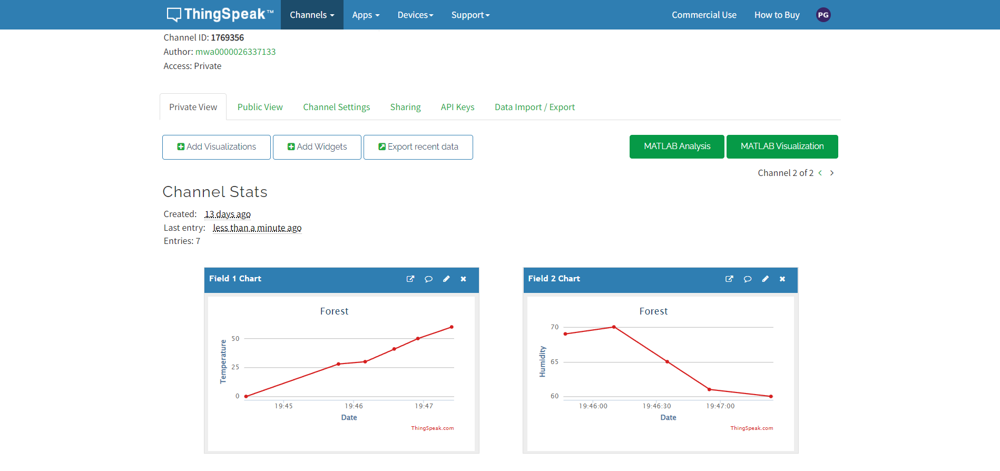 ThingSpeak™ Channels Apps Devices Support Commercial Use How to Buy PG
Channel ID: 1769356
Author: mwa0000026337133
Access: Private
Private View Public View Channel Settings Sharing API Keys Data Import / Export
Add Visualizations Add Widgets Export recent data MATLAB Analysis MATLAB Visualization
Channel 2 of 2 < >
Channel Stats
Created: 13 days ago
Last entry: less than a minute ago
Entries: 7
Field 1 Chart
Forest
Temperature
50
25
0
19:45 19:46 19:47
Date
ThingSpeak.com
Field 2 Chart
Forest
Humidity
70
65
60
19:46:00 19:46:30 19:47:00
Date
ThingSpeak.com